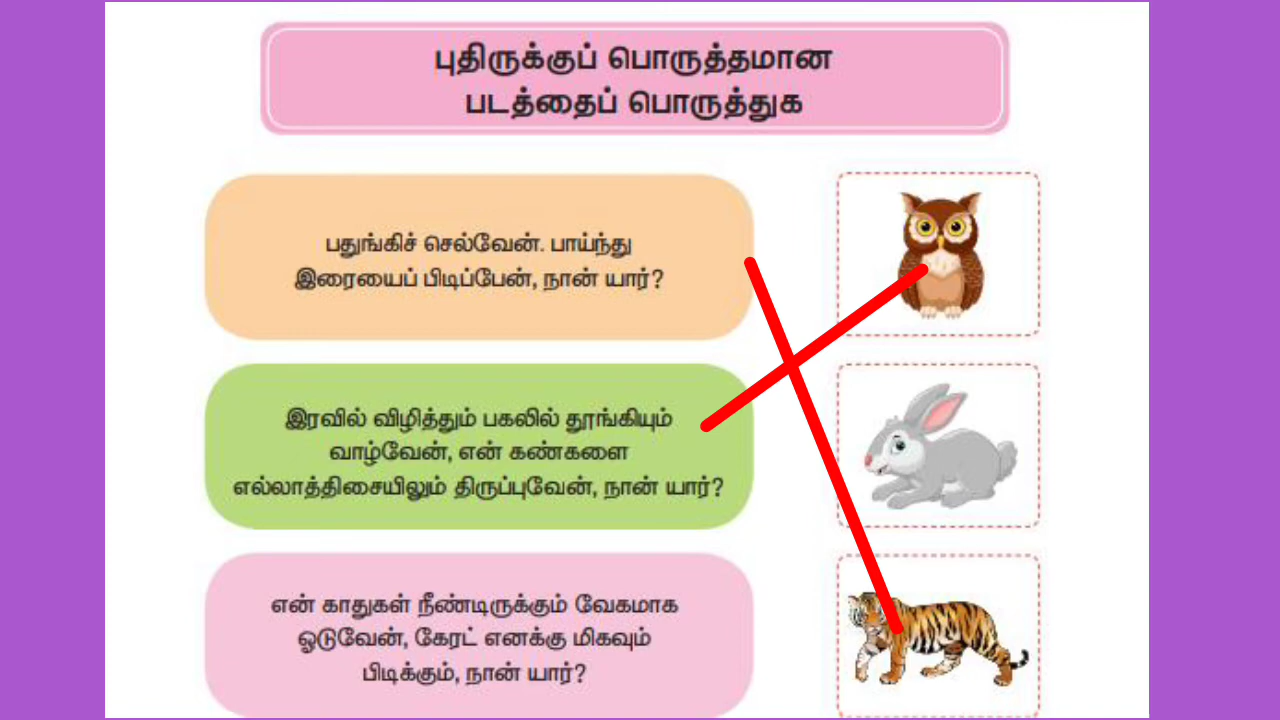 புதிருக்குப் பொருத்தமான
படத்தைப் பொருத்துக
பதுங்கிச் செல்வேன். பாய்ந்து
இரையைப் பிடிப்பேன், நான் யார்?
இரவில் விழித்தும் பகலில் தூங்கியும்
வாழ்வேன், என் கண்களை
எல்லாத்திசையிலும் திருப்புவேன், நான் யார்?
என் காதுகள் நீண்டிருக்கும் வேகமாக
ஓடுவேன், கேரட் எனக்கு மிகவும்
பிடிக்கும், நான் யார்?